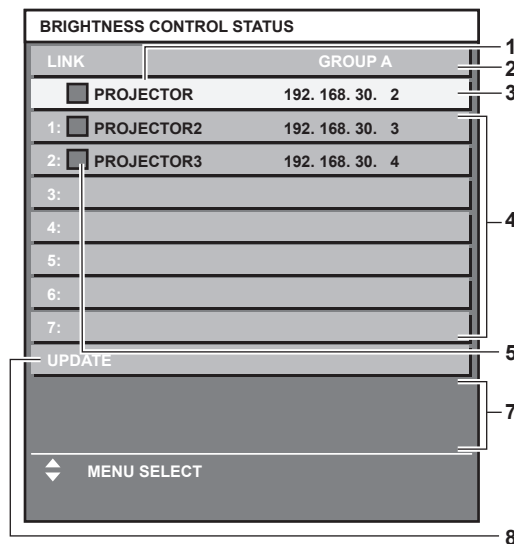 BRIGHTNESS CONTROL STATUS
LINK GROUP A
PROJECTOR 192. 168. 30. 2
1: PROJECTOR2 192. 168. 30. 3
2: PROJECTOR3 192. 168. 30. 4
3:
4:
5:
6:
7:
UPDATE
MENU SELECT
1
2
3
4
5
7
8